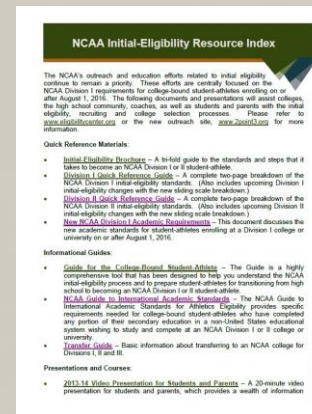 NCAA Initial-Eligibility Resource Index
The NCAA's outreach and education efforts related to initial eligibility
continue to remain a priority. These efforts are centrally focused on the
NCAA Division I requirements for college-bound student-athletes enrolling on or
after August 1, 2016. The following documents and presentations will assist colleges,
the high school community, coaches, as well as students and parents with the initial
eligibility, recruiting and college selection processes. Please refer to
www.eligibilitycenter.org or the new outreach site, www.2point3.org for more
information.
Quick Reference Materials:
• Initial-Eligibility Brochure – A tri-fold guide to the standards and steps that it
takes to become an NCAA Division I or II student-athlete.
• Division I Quick Reference Guide – A complete two-page breakdown of the
NCAA Division I initial-eligibility standards. (Also includes upcoming Division I
initial-eligibility changes with the new sliding scale breakdown.)
• Division II Quick Reference Guide – A complete two-page breakdown of the
NCAA Division II initial-eligibility standards. (Also includes upcoming Division II
initial-eligibility changes with the new sliding scale breakdown.)
• New NCAA Division I Academic Requirements – This document discusses the
new academic standards for student-athletes enrolling at a Division I college or
university on or after August 1, 2016.
Informational Guides:
• Guide for the College-Bound Student-Athlete – The Guide is a highly
comprehensive tool that has been designed to help you understand the NCAA
initial-eligibility process and to prepare student-athletes for transitioning from high
school to becoming an NCAA Division I or II student-athlete.
• NCAA Guide to International Academic Standards – The NCAA Guide to
International Academic Standards for Athletics Eligibility provides specific
requirements needed for college-bound student-athletes who have completed
any portion of their secondary education in a non-United States educational
system wishing to study and compete at an NCAA Division I or II college or
university.
• Transfer Guide – Basic information about transferring to an NCAA college for
Divisions I, II and III.
Presentations and Courses:
• 2013-14 Video Presentation for Students and Parents – A 20-minute video
presentation for students and parents, which provides a wealth of information